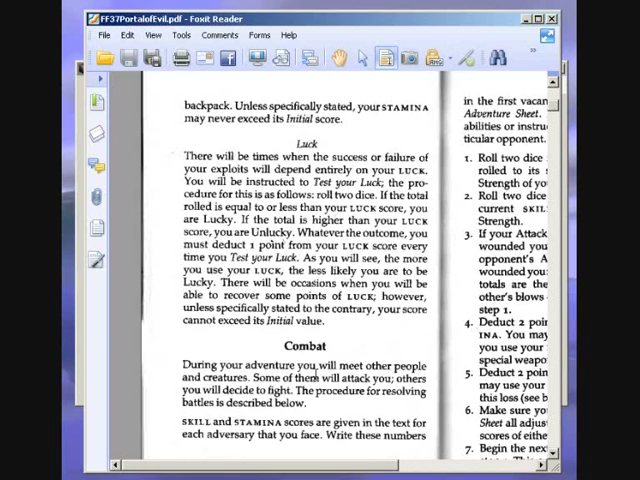 FF37PortalofEvil.pdf - Foxit Reader
File Edit View Tools Comments Forms Help
backpack. Unless specifically stated, your STAMINA
may never exceed its Initial score.
Luck
There will be times when the success or failure of
your exploits will depend entirely on your LUCK.
You will be instructed to Test your Luck; the pro-
cedure for this is as follows: roll two dice. If the total
rolled is equal to or less than your LUCK score, you
are Lucky. If the total is higher than your LUCK
score, you are Unlucky. Whatever the outcome, you
must deduct 1 point from your LUCK score every
time you Test your Luck. As you will see, the more
you use your LUCK, the less likely you are to be
Lucky. There will be occasions when you will be
able to recover some points of LUCK; however,
unless specifically stated to the contrary, your score
cannot exceed its Initial value.
Combat
During your adventure you will meet other people
and creatures. Some of them will attack you; others
you will decide to fight. The procedure for resolving
battles is described below.
SKILL and STAMINA scores are given in the text for
each adversary that you face. Write these numbers
in the first vacan
Adventure Sheet.
abilities or instru
ticular opponent.
1. Roll two dice
rolled to its s
Strength of yo
2. Roll two dice
current SKIL
Strength.
3. If your Attack
wounded you
opponent's A
wounded you
totals are the
other's blows
step 1.
4. Deduct 2 poin
INA. You may
you use your
special weapo
5. Deduct 2 poin
may use your
this loss (see b
6. Make sure yo
Sheet all adjus
scores of eithe
7. Begin the nex